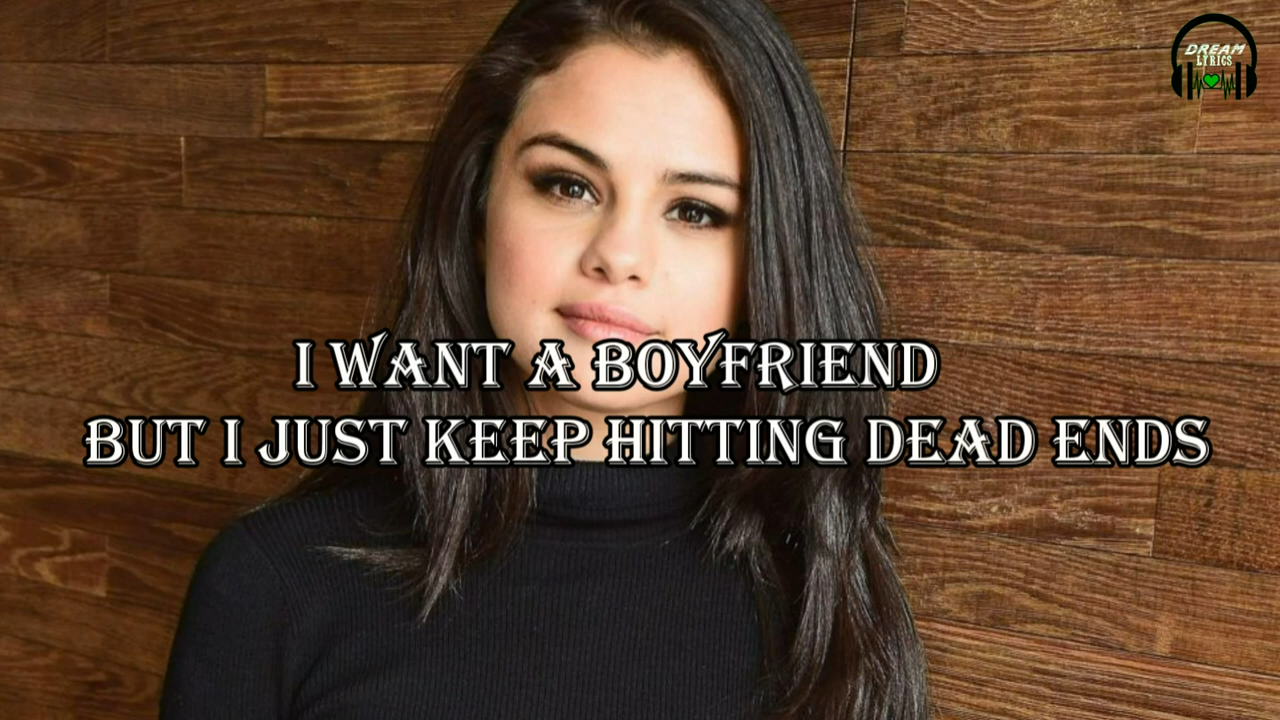 DREAM
LYRICS
I WANT A BOYFRIEND
BUT I JUST KEEP HITTING DEAD ENDS